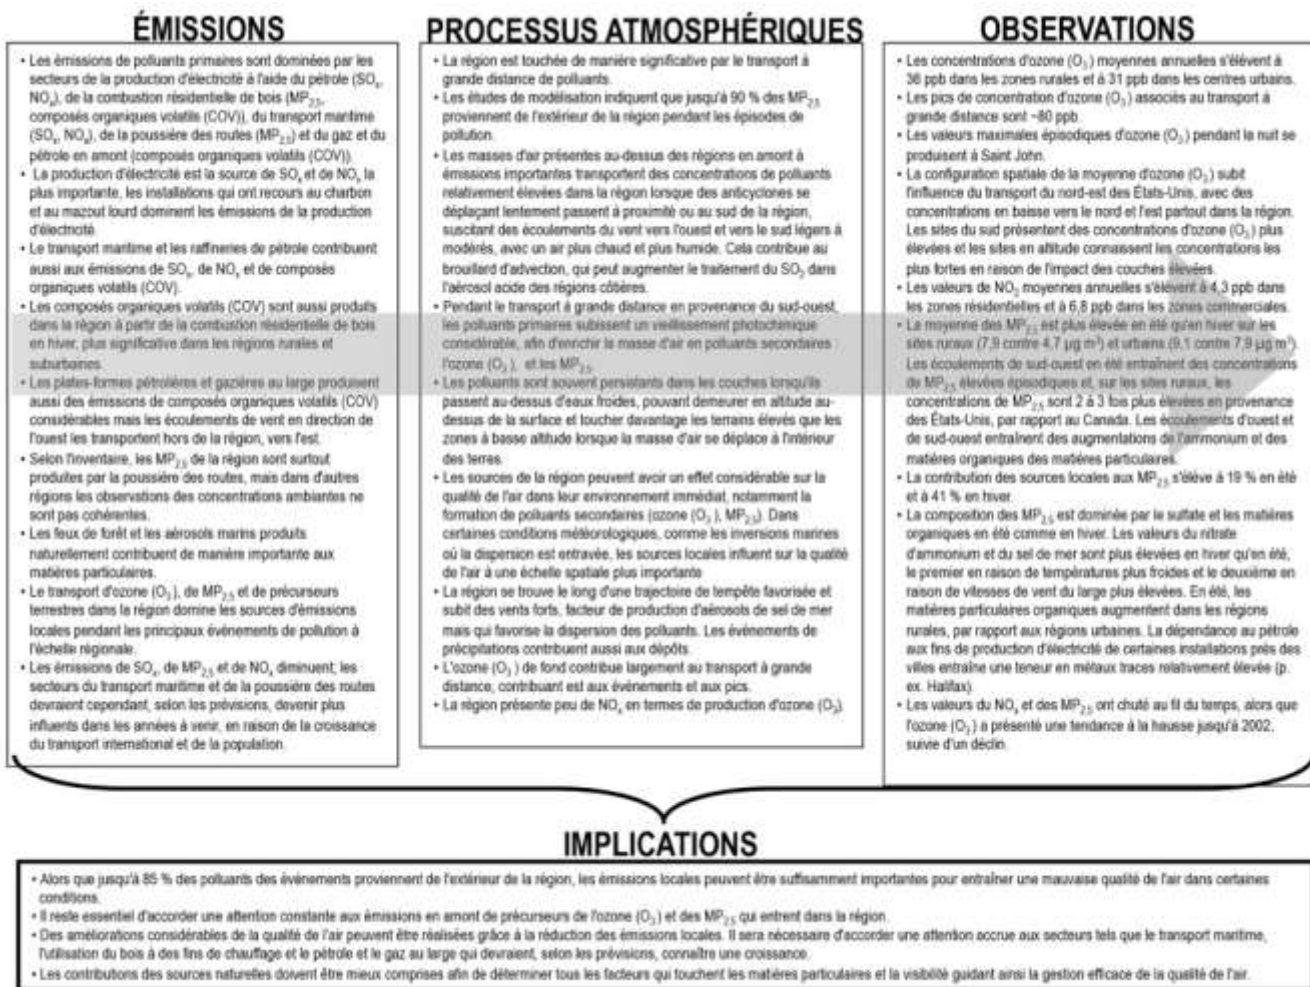 ÉMISSIONS
• Les émissions de polluants primaires sont dominées par les
secteurs de la production d'électricité à l'aide du pétrole (SOₓ,
NOₓ), de la combustion résidentielle de bois (MP₂,₅,
composés organiques volatils (COV)), du transport maritime
(SOₓ, NOₓ), de la poussière des routes (MP₂,₅) et du gaz et du
pétrole en amont (composés organiques volatils (COV)).
• La production d'électricité est la source de SOₓ et de NOₓ la
plus importante, les installations qui ont recours au charbon
et au mazout lourd dominent les émissions de la production
d'électricité.
• Le transport maritime et les raffineries de pétrole contribuent
aussi aux émissions de SOₓ, de NOₓ et de composés
organiques volatils (COV).
• Les composés organiques volatils (COV) sont aussi produits
dans la région à partir de la combustion résidentielle de bois
en hiver, plus significative dans les régions rurales et
suburbaines.
• Les plates-formes pétrolières et gazières au large produisent
aussi des émissions de composés organiques volatils (COV)
considérables mais les écoulements de vent en direction de
l'ouest les transportent hors de la région, vers l'est.
• Selon l'inventaire, les MP₂,₅ de la région sont surtout
produites par la poussière des routes, mais dans d'autres
régions les observations des concentrations ambiantes ne
sont pas cohérentes.
• Les feux de forêt et les aérosols marins produits
naturellement contribuent de manière importante aux
matières particulaires.
• Le transport d'ozone (O₃), de MP₂,₅ et de précurseurs
terrestres dans la région domine les sources d'émissions
locales pendant les principaux événements de pollution à
l'échelle régionale.
• Les émissions de SOₓ, de MP₂,₅ et de NOₓ diminuent; les
secteurs du transport maritime et de la poussière des routes
devraient cependant, selon les prévisions, devenir plus
influents dans les années à venir, en raison de la croissance
du transport international et de la population.
PROCESSUS ATMOSPHÉRIQUES
• La région est touchée de manière significative par le transport à
grande distance de polluants.
• Les études de modélisation indiquent que jusqu'à 90 % des MP₂,₅
proviennent de l'extérieur de la région pendant les épisodes de
pollution.
• Les masses d'air présentes au-dessus des régions en amont à
émissions importantes transportent des concentrations de polluants
relativement élevées dans la région lorsque des anticyclones se
déplaçant lentement passent à proximité ou au sud de la région,
suscitant des écoulements du vent vers l'ouest et vers le sud légers à
modérés, avec un air plus chaud et plus humide. Cela contribue au
brouillard d'advection, qui peut augmenter le traitement du SO₂ dans
l'aérosol acide des régions côtières.
• Pendant le transport à grande distance en provenance du sud-ouest,
les polluants primaires subissent un vieillissement photochimique
considérable, afin d'enrichir la masse d'air en polluants secondaires
l'ozone (O₃), et les MP₂,₅.
• Les polluants sont souvent persistants dans les couches lorsqu'ils
passent au-dessus d'eaux froides, pouvant demeurer en altitude au-
dessus de la surface et toucher davantage les terrains élevés que les
zones à basse altitude lorsque la masse d'air se déplace à l'intérieur
des terres.
• Les sources de la région peuvent avoir un effet considérable sur la
qualité de l'air dans leur environnement immédiat, notamment la
formation de polluants secondaires (ozone (O₃), MP₂,₅). Dans
certaines conditions météorologiques, comme les inversions marines
où la dispersion est entravée, les sources locales influent sur la qualité
de l'air à une échelle spatiale plus importante
• La région se trouve le long d'une trajectoire de tempête favorisée et
subit des vents forts, facteur de production d'aérosols de sel de mer
mais qui favorise la dispersion des polluants. Les événements de
précipitations contribuent aussi aux dépôts.
• L'ozone (O₃) de fond contribue largement au transport à grande
distance, contribuant est aux événements et aux pics.
• La région présente peu de NOₓ en termes de production d'ozone (O₃).
OBSERVATIONS
• Les concentrations d'ozone (O₃) moyennes annuelles s'élèvent à
36 ppb dans les zones rurales et à 31 ppb dans les centres urbains.
• Les pics de concentration d'ozone (O₃) associés au transport à
grande distance sont ~80 ppb.
• Les valeurs maximales épisodiques d'ozone (O₃) pendant la nuit se
produisent à Saint John.
• La configuration spatiale de la moyenne d'ozone (O₃) subit
l'influence du transport du nord-est des États-Unis, avec des
concentrations en baisse vers le nord et l'est partout dans la région.
Les sites du sud présentent des concentrations d'ozone (O₃) plus
élevées et les sites en altitude connaissent les concentrations les
plus fortes en raison de l'impact des couches élevées.
• Les valeurs de NO₂ moyennes annuelles s'élèvent à 4,3 ppb dans
les zones résidentielles et à 6,8 ppb dans les zones commerciales.
• La moyenne des MP₂,₅ est plus élevée en été qu'en hiver sur les
sites ruraux (7,9 contre 4,7 µg m³) et urbains (9,1 contre 7,9 µg m³).
Les écoulements de sud-ouest en été entraînent des concentrations
de MP₂,₅ élevées épisodiques et, sur les sites ruraux, les
concentrations de MP₂,₅ sont 2 à 3 fois plus élevées en provenance
des États-Unis, par rapport au Canada. Les écoulements d'ouest et
de sud-ouest entraînent des augmentations de l'ammonium et des
matières organiques des matières particulaires.
• La contribution des sources locales aux MP₂,₅ s'élève à 19 % en été
et à 41 % en hiver.
• La composition des MP₂,₅ est dominée par le sulfate et les matières
organiques en été comme en hiver. Les valeurs du nitrate
d'ammonium et du sel de mer sont plus élevées en hiver qu'en été,
le premier en raison de températures plus froides et le deuxième en
raison de vitesses de vent du large plus élevées. En été, les
matières particulaires organiques augmentent dans les régions
rurales, par rapport aux régions urbaines. La dépendance au pétrole
aux fins de production d'électricité de certaines installations près des
villes entraîne une teneur en métaux traces relativement élevée (p.
ex. Halifax).
• Les valeurs du NOₓ et des MP₂,₅ ont chuté au fil du temps, alors que
l'ozone (O₃) a présenté une tendance à la hausse jusqu'à 2002,
suivie d'un déclin.
IMPLICATIONS
• Alors que jusqu'à 85 % des polluants des événements proviennent de l'extérieur de la région, les émissions locales peuvent être suffisamment importantes pour entraîner une mauvaise qualité de l'air dans certaines
conditions.
• Il reste essentiel d'accorder une attention constante aux émissions en amont de précurseurs de l'ozone (O₃) et des MP₂,₅ qui entrent dans la région.
• Des améliorations considérables de la qualité de l'air peuvent être réalisées grâce à la réduction des émissions locales. Il sera nécessaire d'accorder une attention accrue aux secteurs tels que le transport maritime,
l'utilisation du bois à des fins de chauffage et le pétrole et le gaz au large qui devraient, selon les prévisions, connaître une croissance.
• Les contributions des sources naturelles doivent être mieux comprises afin de déterminer tous les facteurs qui touchent les matières particulaires et la visibilité guidant ainsi la gestion efficace de la qualité de l'air.